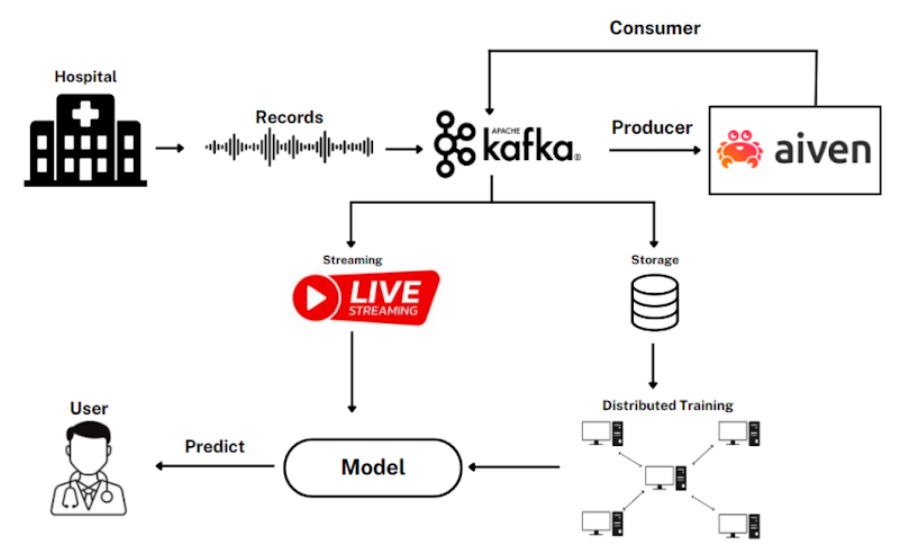 Consumer
Hospital
Records
APACHE
kafka®
Producer
aiven
Streaming
LIVE
STREAMING
Storage
Distributed Training
User
Predict
Model